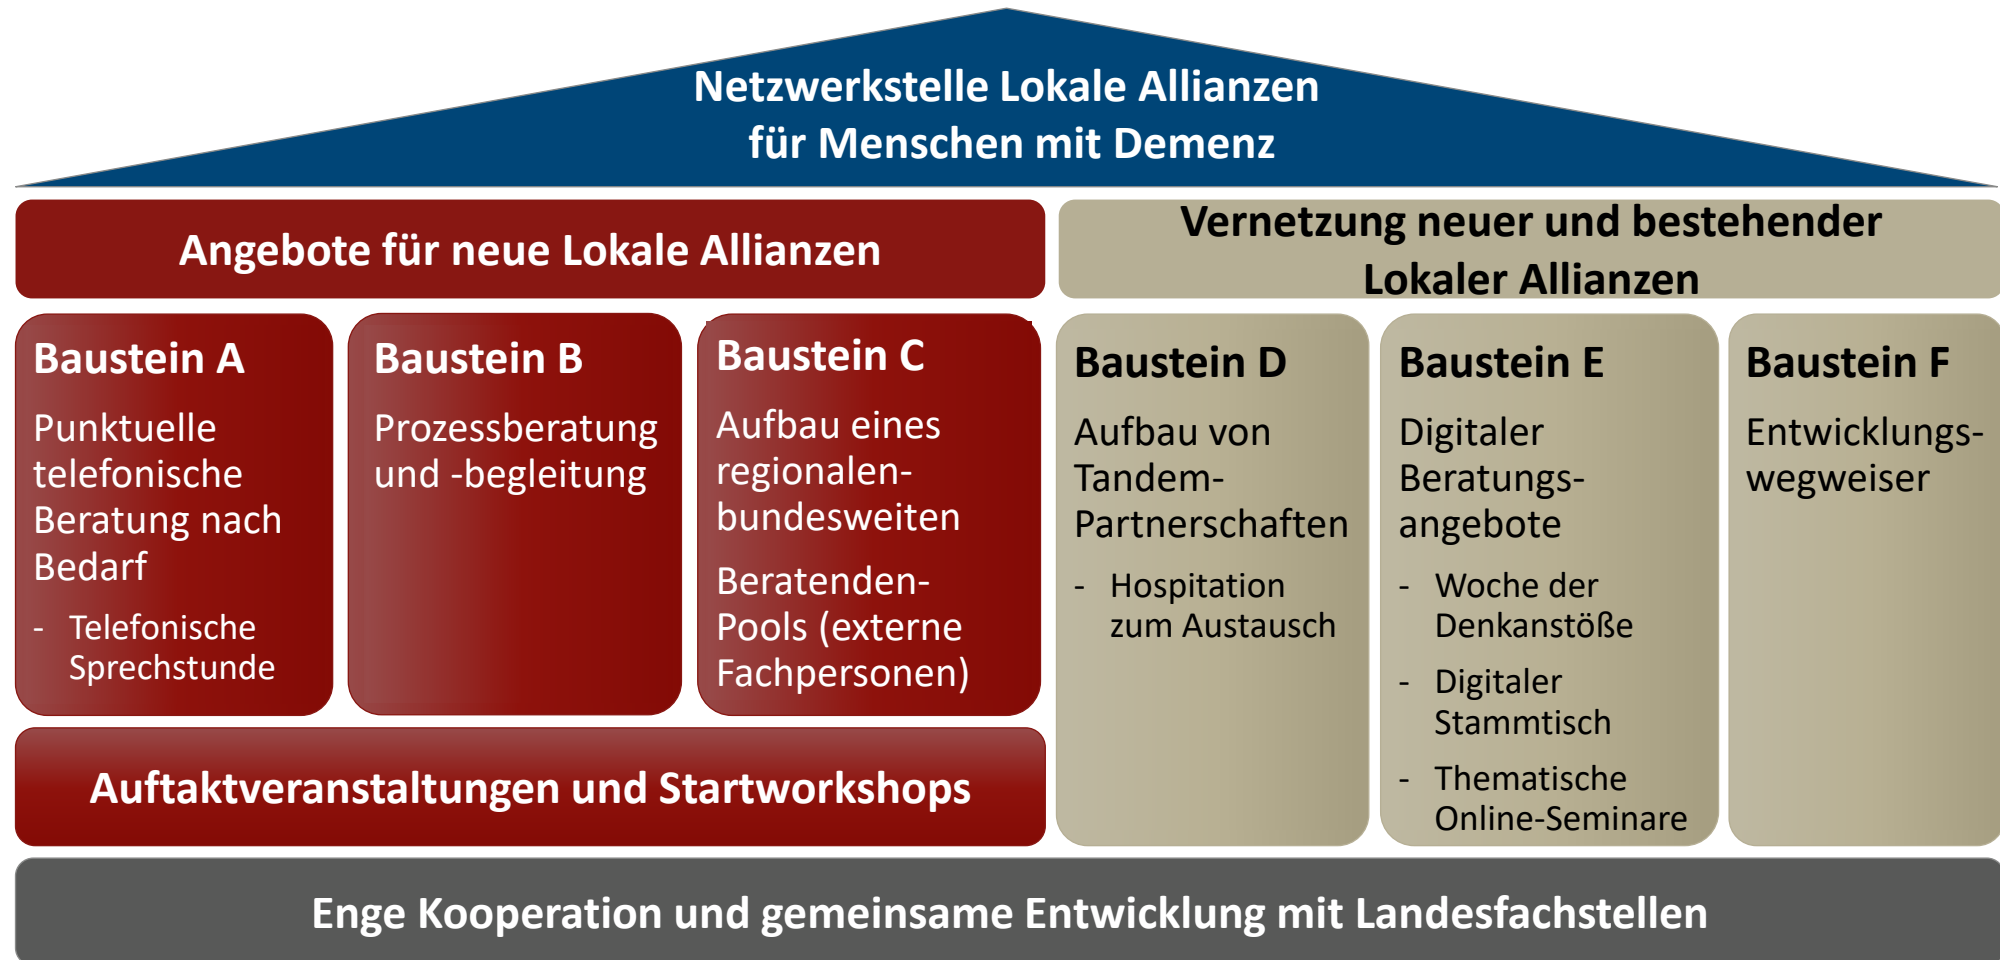 Netzwerkstelle Lokale Allianzen
für Menschen mit Demenz
Angebote für neue Lokale Allianzen
Vernetzung neuer und bestehender
Lokaler Allianzen
Baustein A
Punktuelle
telefonische
Beratung nach
Bedarf
- Telefonische
Sprechstunde
Baustein B
Prozessberatung
und -begleitung
Baustein C
Aufbau eines
regionalen-
bundesweiten
Beratenden-
Pools (externe
Fachpersonen)
Auftaktveranstaltungen und Startworkshops
Baustein D
Aufbau von
Tandem-
Partnerschaften
- Hospitation
zum Austausch
Baustein E
Digitaler
Beratungs-
angebote
- Woche der
Denkanstöße
- Digitaler
Stammtisch
- Thematische
Online-Seminare
Baustein F
Entwicklungs-
wegweiser
Enge Kooperation und gemeinsame Entwicklung mit Landesfachstellen